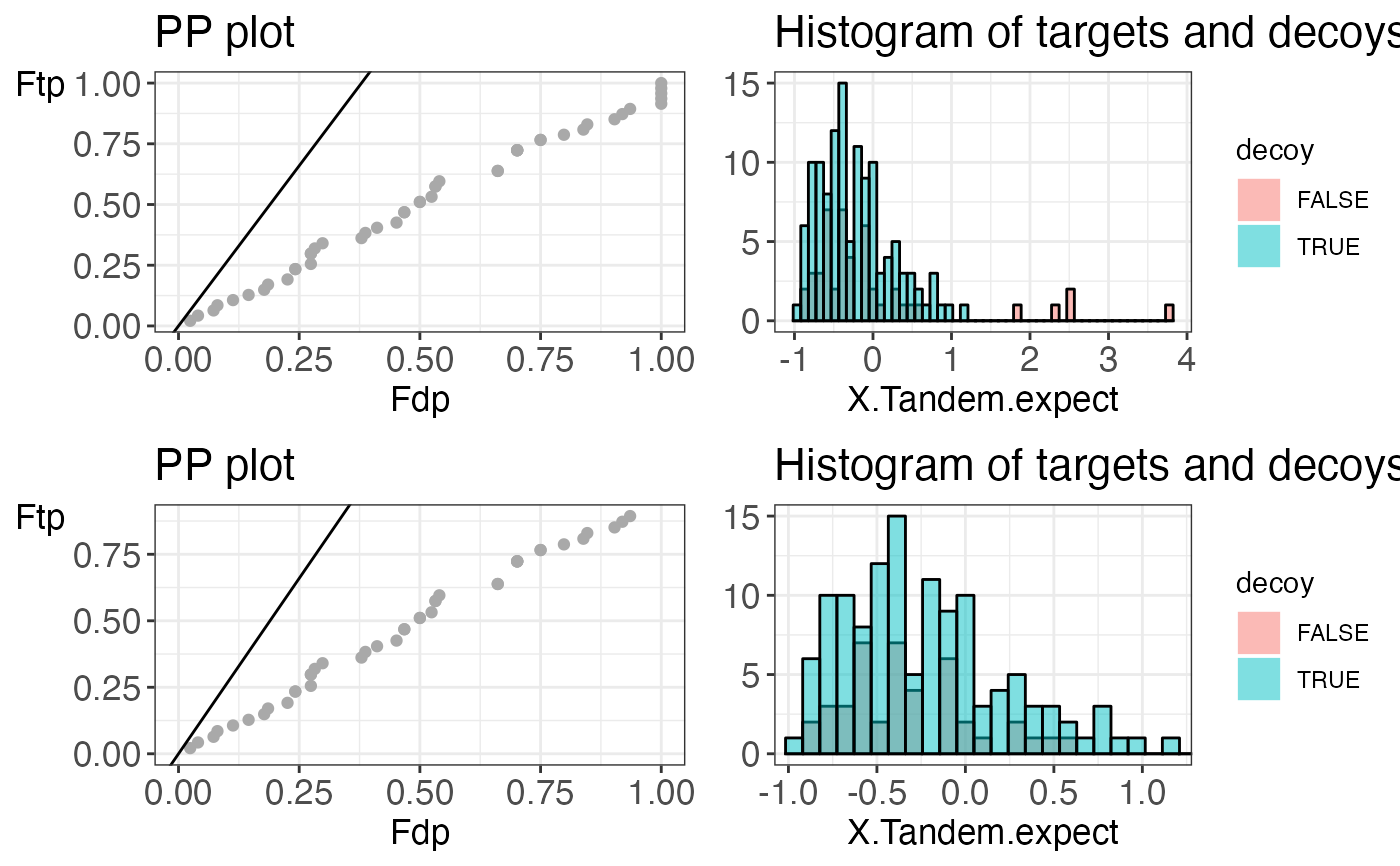 PP plot
Ftp
1.00
0.75
0.50
0.25
0.00
0.00 0.25 0.50 0.75 1.00
Fdp
Histogram of targets and decoys
15
10
5
0
-1 0 1 2 3 4
X.Tandem.expect
decoy
FALSE
TRUE
PP plot
Ftp
0.75
0.50
0.25
0.00
0.00 0.25 0.50 0.75 1.00
Fdp
Histogram of targets and decoys
15
10
5
0
-1.0 -0.5 0.0 0.5 1.0
X.Tandem.expect
decoy
FALSE
TRUE